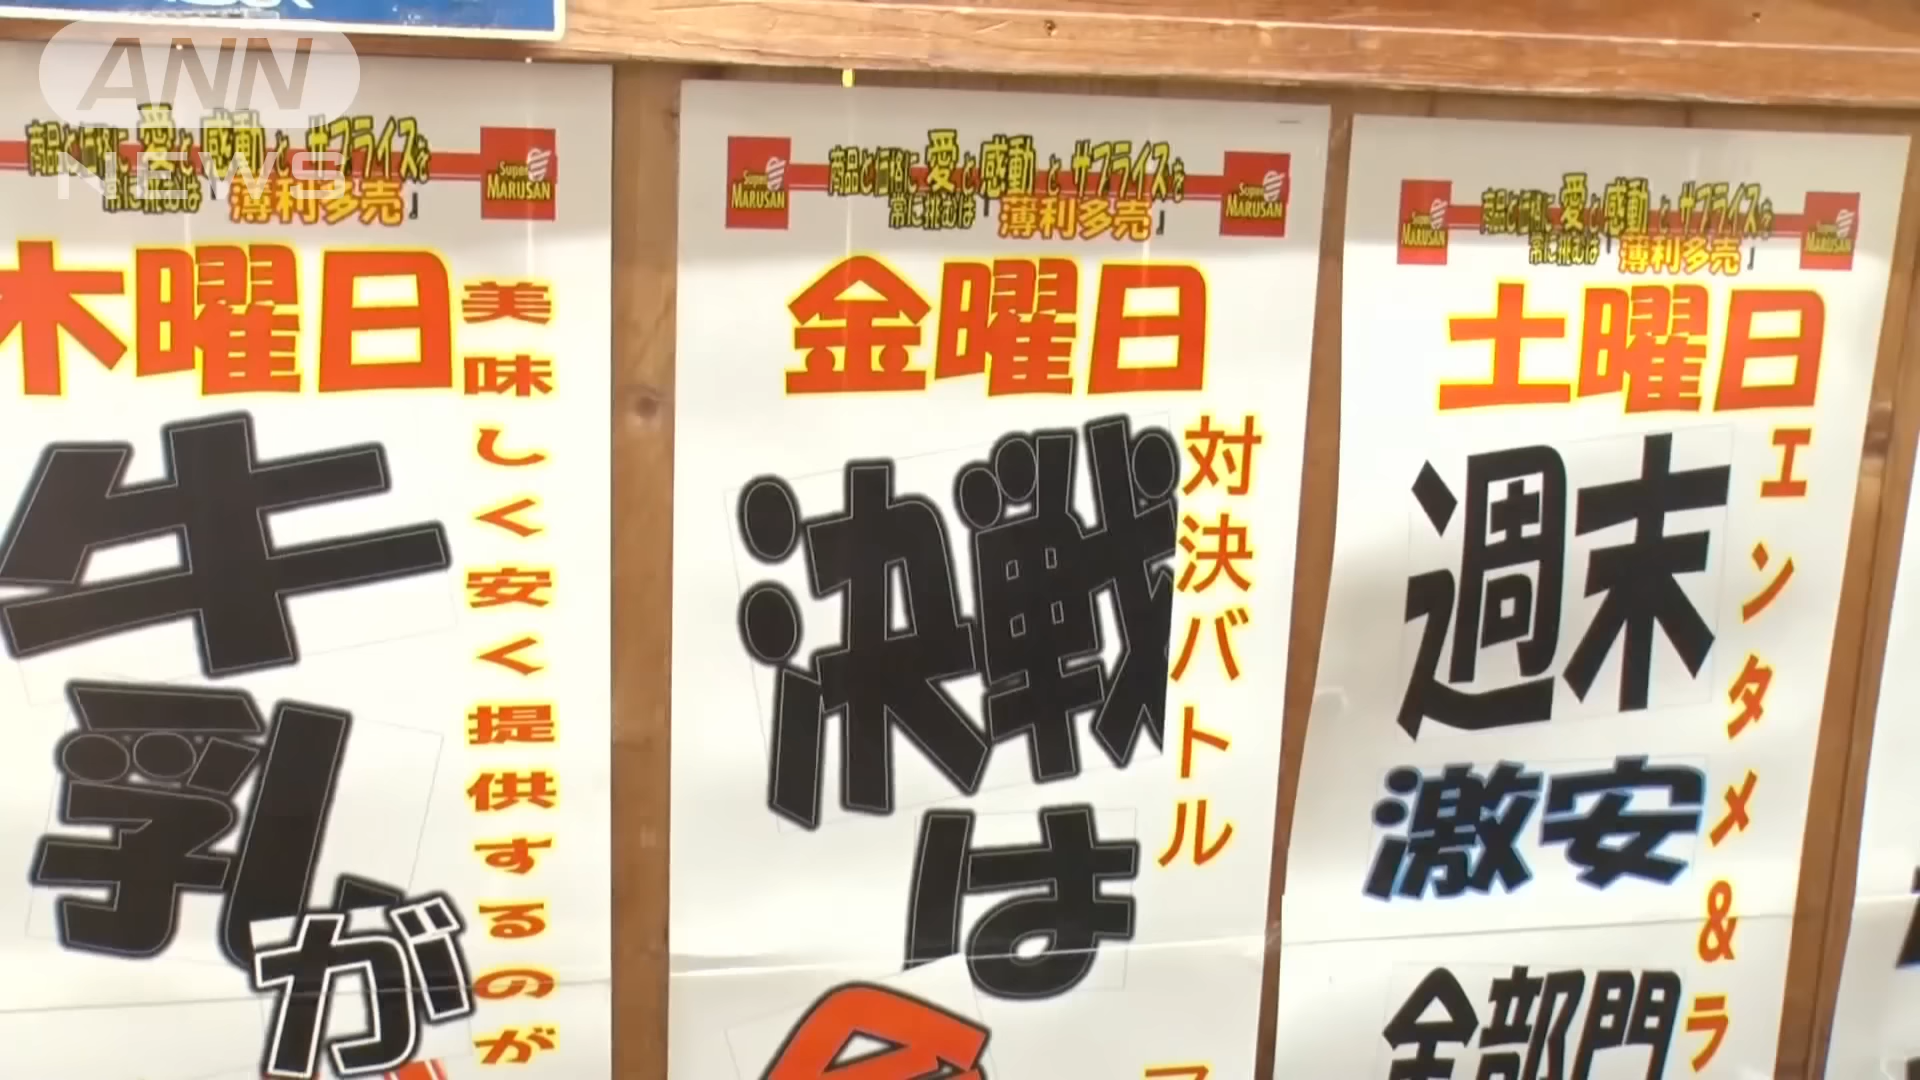 ANN
NEWS
商品と価格に愛と感動とサプライズを
常に挑むは「薄利多売」
Super
MARUSAN
木曜日
牛乳が
美味しく安く提供するのが
Super
MARUSAN
商品と価格に愛と感動とサプライズを
常に挑むは「薄利多売」
Super
MARUSAN
金曜日
決戦は
対決バトル
Super
MARUSAN
商品と価格に愛と感動とサプライズを
常に挑むは「薄利多売」
Super
MARUSAN
土曜日
週末
激安
全部門
エンタメ&ラ